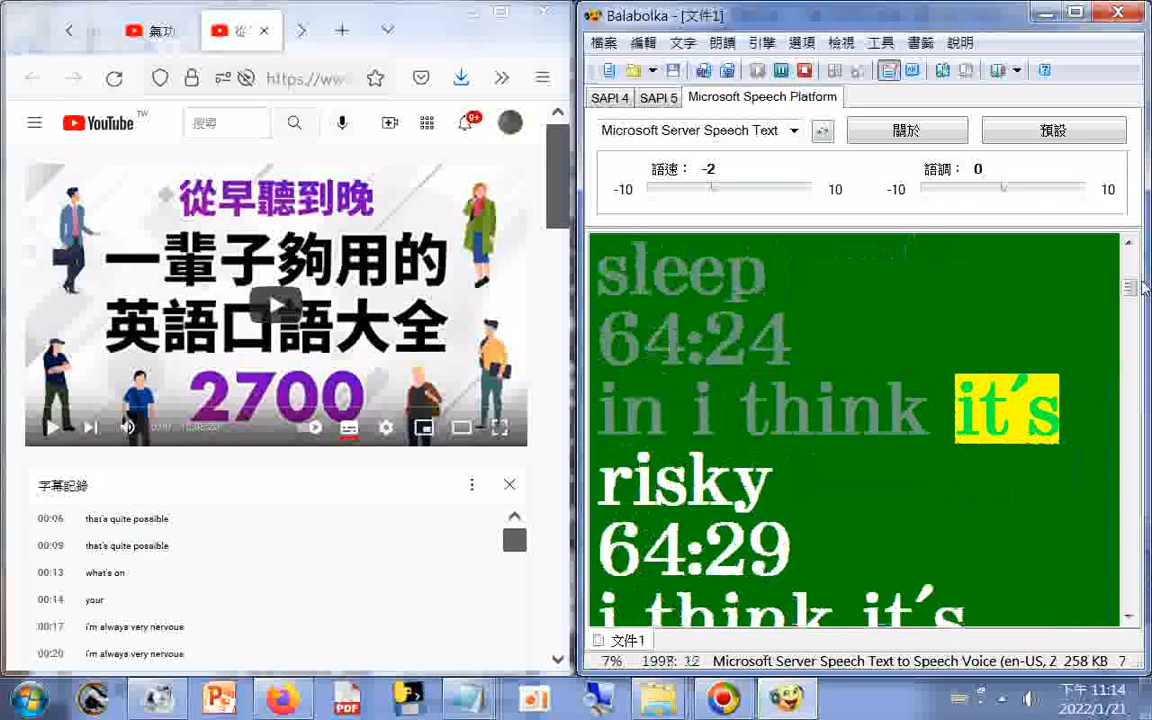 氣功
從
https://www
YouTube TW
搜尋
9+
從早聽到晚
一輩子夠用的
英語口語大全
2700
字幕記錄
00:06 that's quite possible
00:09 that's quite possible
00:13 what's on
00:14 your
00:17 i'm always very nervous
00:20 i'm always very nervous
Balabolka - [文件1]
檔案 編輯 文字 朗讀 引擎 選項 檢視 工具 書籤 說明
SAPI 4 SAPI 5 Microsoft Speech Platform
Microsoft Server Speech Text 關於 預設
語速： -2 語調： 0
-10 10 -10 10
sleep
64:24
in i think it's
risky
64:29
i think it's
文件1
7% 1998: 12 Microsoft Server Speech Text to Speech Voice (en-US, Z 258 KB 7
PDF
下午 11:14
2022/1/21